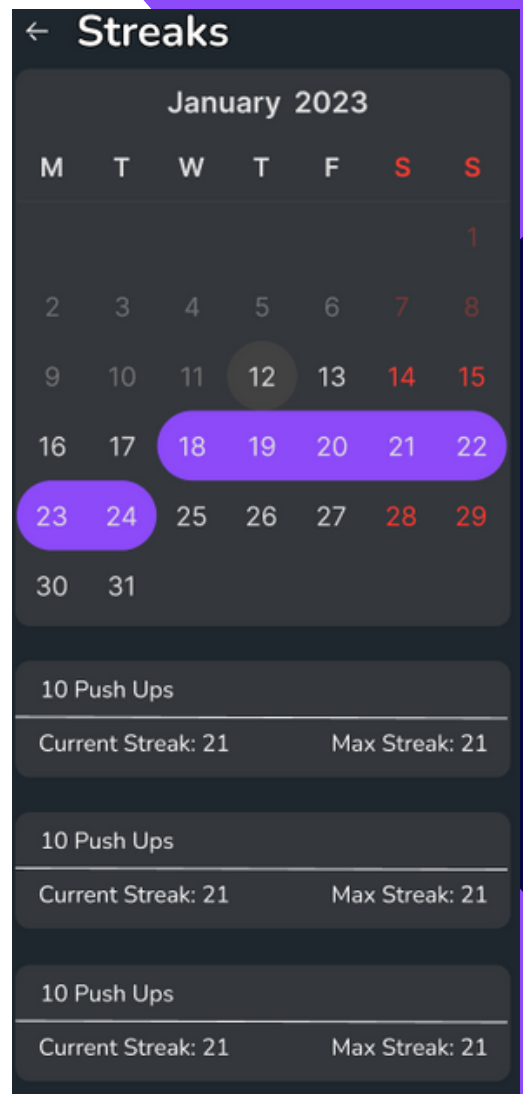 ← Streaks
January 2023
M T W T F S S
1
2 3 4 5 6 7 8
9 10 11 12 13 14 15
16 17 18 19 20 21 22
23 24 25 26 27 28 29
30 31
10 Push Ups
Current Streak: 21 Max Streak: 21
10 Push Ups
Current Streak: 21 Max Streak: 21
10 Push Ups
Current Streak: 21 Max Streak: 21